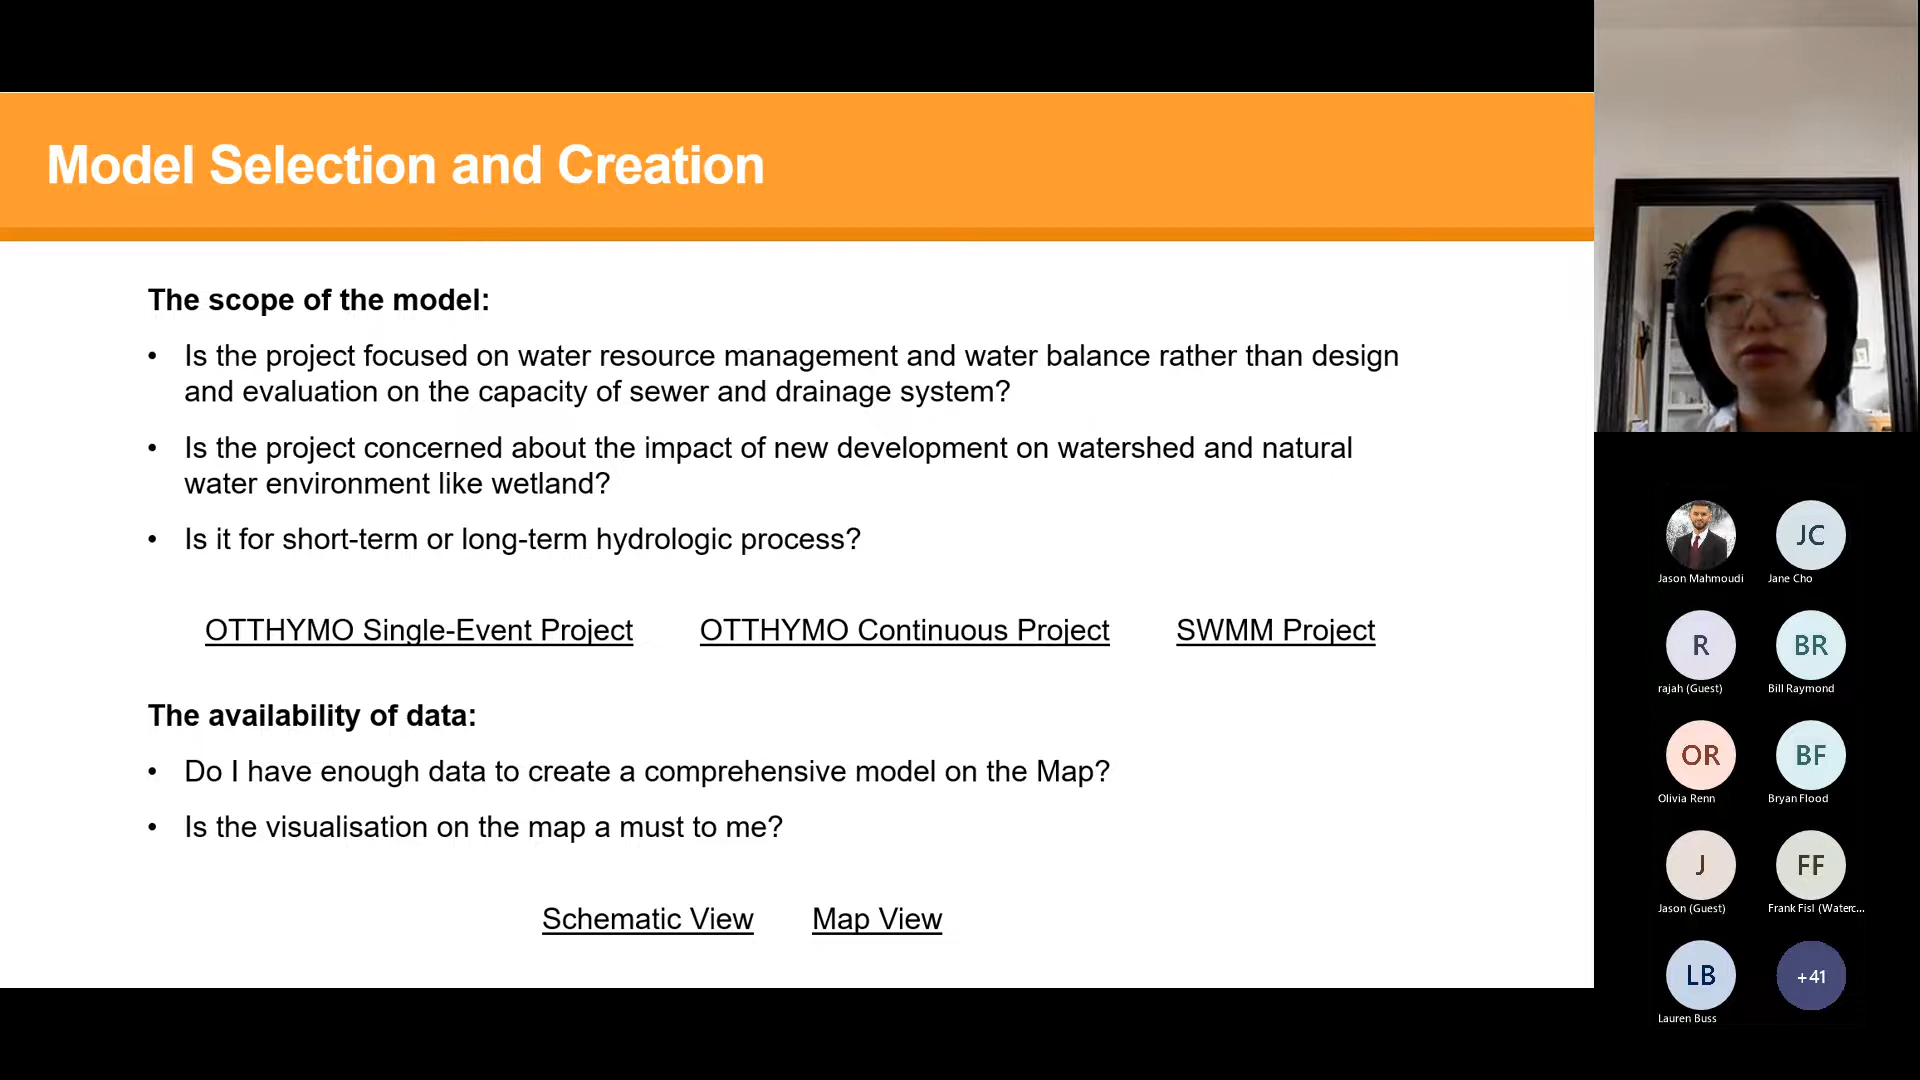 Model Selection and Creation
The scope of the model:
• Is the project focused on water resource management and water balance rather than design
and evaluation on the capacity of sewer and drainage system?
• Is the project concerned about the impact of new development on watershed and natural
water environment like wetland?
• Is it for short-term or long-term hydrologic process?
OTTHYMO Single-Event Project OTTHYMO Continuous Project SWMM Project
The availability of data:
• Do I have enough data to create a comprehensive model on the Map?
• Is the visualisation on the map a must to me?
Schematic View Map View
JC
Jason Mahmoudi Jane Cho
R BR
rajah (Guest) Bill Raymond
OR BF
Olivia Renn Bryan Flood
J FF
Jason (Guest) Frank Fisl (Waterc...
LB +41
Lauren Buss